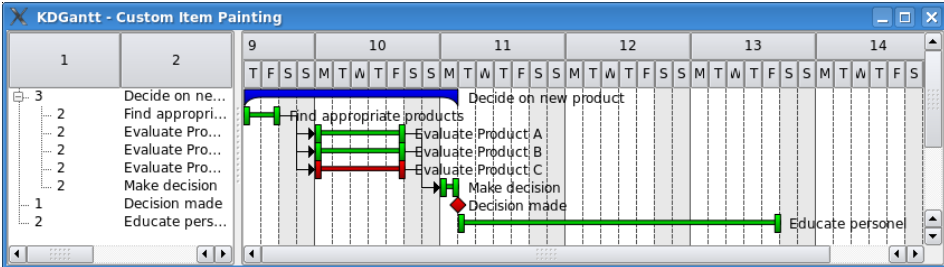 KDGantt - Custom Item Painting
1 2 9 10 11 12 13 14
T F S S M T W T F S S M T W T F S S M T W T F S S M T W T F S S M T W T F S
3 Decide on ne... Decide on new product
2 Find appropri... Find appropriate products
2 Evaluate Pro... Evaluate Product A
2 Evaluate Pro... Evaluate Product B
2 Evaluate Pro... Evaluate Product C
2 Make decision Make decision
1 Decision made Decision made
2 Educate pers... Educate personel